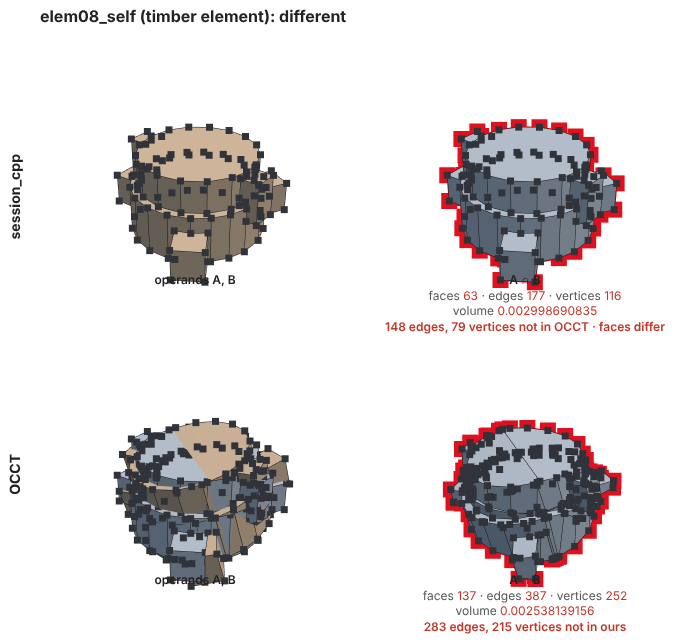 elem08_self (timber element): different
session_cpp
operands A, B
A ∩ B
faces 63 · edges 177 · vertices 116
volume 0.002998690835
148 edges, 79 vertices not in OCCT · faces differ
OCCT
operands A, B
faces 137 · edges 387 · vertices 252
volume 0.002538139156
283 edges, 215 vertices not in ours